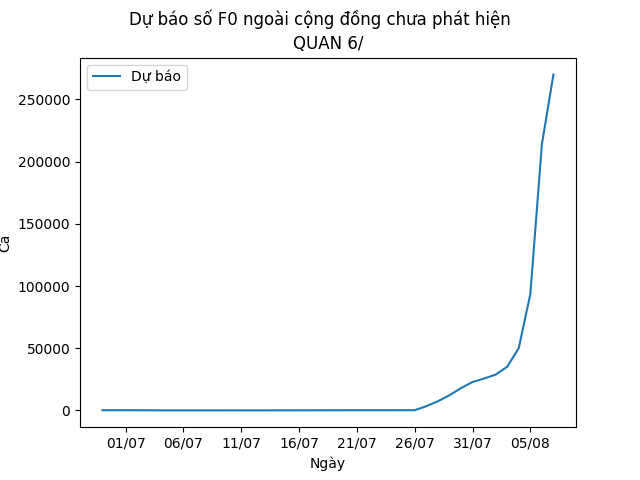 Dự báo số F0 ngoài cộng đồng chưa phát hiện
QUAN 6/
Dự báo
250000
200000
150000
100000
50000
0
Ca
01/07 06/07 11/07 16/07 21/07 26/07 31/07 05/08
Ngày